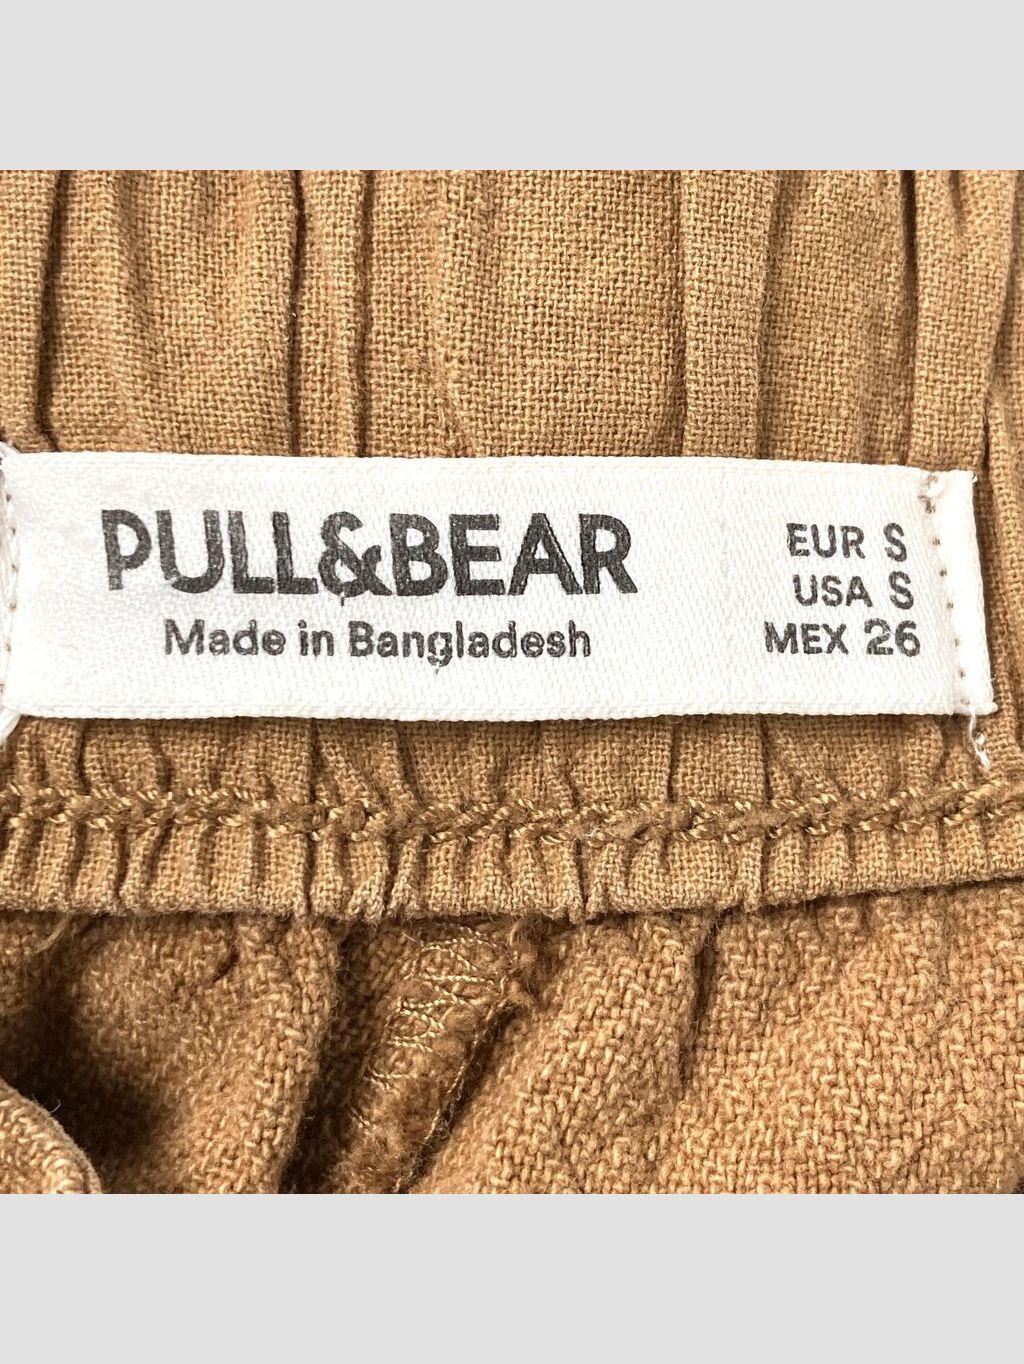 PULL&BEAR
Made in Bangladesh
EUR S
USA S
MEX 26